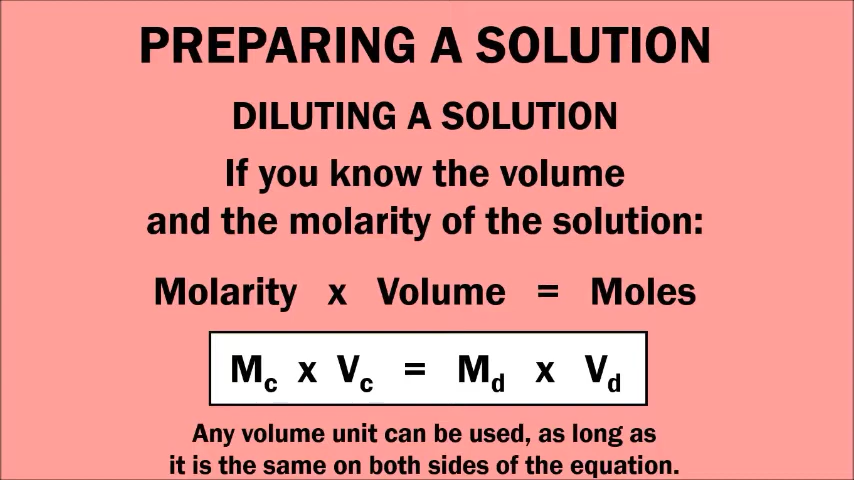 PREPARING A SOLUTION
DILUTING A SOLUTION
If you know the volume
and the molarity of the solution:
Molarity x Volume = Moles
Mc x Vc = Md x Vd
Any volume unit can be used, as long as
it is the same on both sides of the equation.